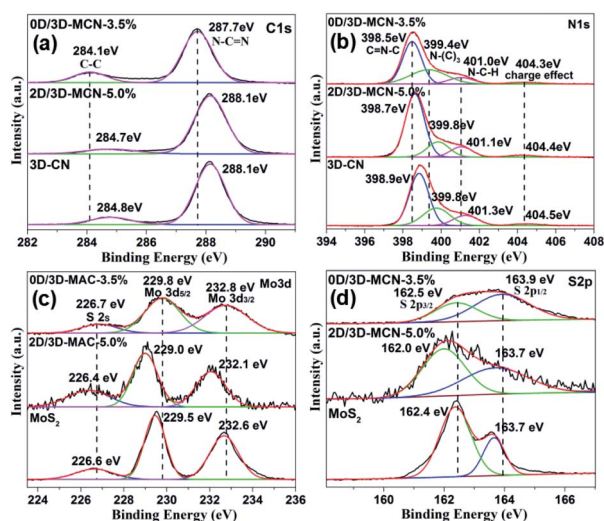 0D/3D-MCN-3.5%
C1s
(a)
287.7eV
N-C=N
284.1eV
C-C
2D/3D-MCN-5.0%
288.1eV
284.7eV
3D-CN
288.1eV
284.8eV
Intensity (a.u.)
282 284 286 288 290
Binding Energy (eV)
0D/3D-MCN-3.5%
N1s
(b)
398.5eV
C=N-C
399.4eV
N-(C)3
401.0eV
N-C-H
404.3eV
charge effect
2D/3D-MCN-5.0%
398.7eV
399.8eV
401.1eV
404.4eV
3D-CN
398.9eV
399.8eV
401.3eV
404.5eV
Intensity (a.u.)
394 396 398 400 402 404 406
Binding Energy (eV)
0D/3D-MAC-3.5%
Mo3d
(c)
229.8 eV
Mo 3d5/2
232.8 eV
Mo 3d3/2
226.7 eV
S 2s
2D/3D-MAC-5.0%
229.0 eV
232.1 eV
226.4 eV
MoS2
229.5 eV
232.6 eV
226.6 eV
Intensity (a.u.)
224 226 228 230 232 234 236
Binding Energy (eV)
0D/3D-MCN-3.5%
S2p
(d)
163.9 eV
S 2p1/2
162.5 eV
S 2p3/2
2D/3D-MCN-5.0%
162.0 eV
163.7 eV
MoS2
162.4 eV
163.7 eV
Intensity (a.u.)
160 162 164 166
Binding Energy (eV)